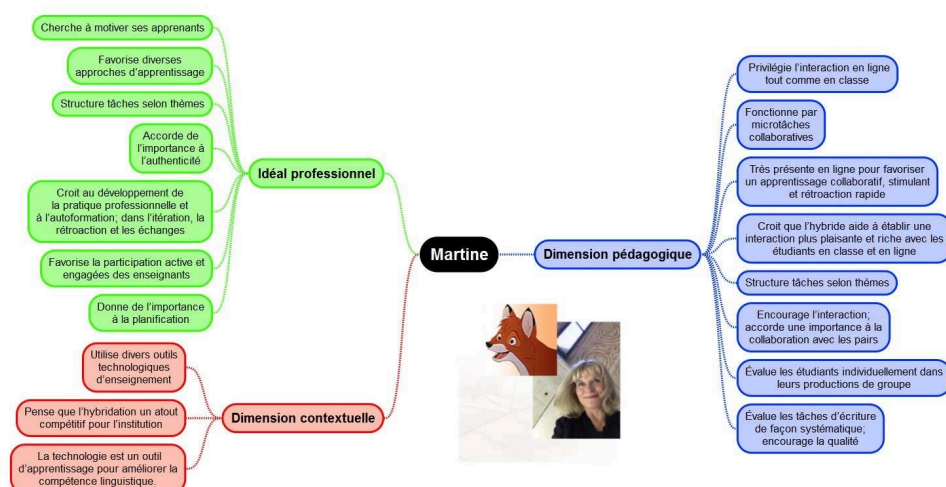 Cherche à motiver ses apprenants
Favorise diverses
approches d'apprentissage
Structure tâches selon thèmes
Accorde de
l'importance à
l'authenticité
Croit au développement de
la pratique professionnelle et
à l'autoformation; dans l'itération, la
rétroaction et les échanges
Favorise la participation active et
engagées des enseignants
Donne de l'importance
à la planification
Idéal professionnel
Utilise divers outils
technologiques
d'enseignement
Pense que l'hybridation un atout
compétitif pour l'institution
La technologie est un outil
d'apprentissage pour améliorer la
compétence linguistique.
Dimension contextuelle
Martine
Dimension pédagogique
Privilégie l'interaction en ligne
tout comme en classe
Fonctionne par
microtâches
collaboratives
Très présente en ligne pour favoriser
un apprentissage collaboratif, stimulant
et rétroaction rapide
Croit que l'hybride aide à établir une
interaction plus plaisante et riche avec les
étudiants en classe et en ligne
Structure tâches selon thèmes
Encourage l'interaction;
accorde une importance à la
collaboration avec les pairs
Évalue les étudiants individuellement dans
leurs productions de groupe
Évalue les tâches d'écriture
de façon systématique;
encourage la qualité